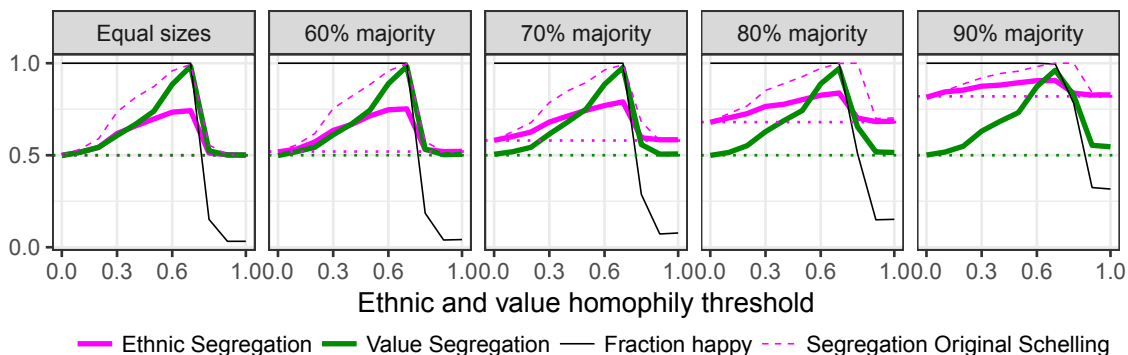 Equal sizes 60% majority 70% majority 80% majority 90% majority
1.0
0.5
0.0
0.0 0.3 0.6 1.0 0.0 0.3 0.6 1.0 0.0 0.3 0.6 1.0 0.0 0.3 0.6 1.0 0.0 0.3 0.6 1.0
Ethnic and value homophily threshold
Ethnic Segregation Value Segregation Fraction happy Segregation Original Schelling